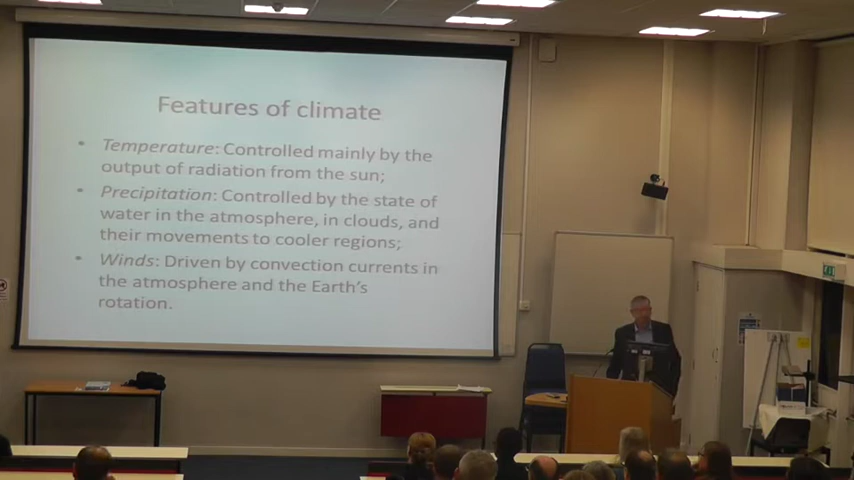 Features of climate
• Temperature: Controlled mainly by the
output of radiation from the sun;
• Precipitation: Controlled by the state of
water in the atmosphere, in clouds, and
their movements to cooler regions;
• Winds: Driven by convection currents in
the atmosphere and the Earth's
rotation.